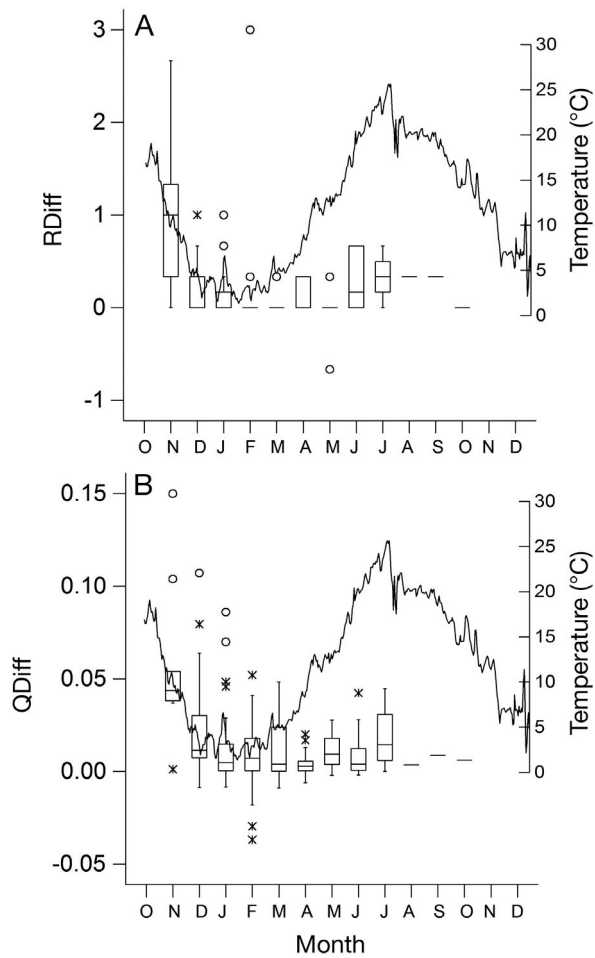 A
3
2
1
0
-1
RDiff
30
25
20
15
10
5
0
Temperature (°C)
O N D J F M A M J J A S O N D
B
0.15
0.10
0.05
0.00
-0.05
QDiff
30
25
20
15
10
5
0
Temperature (°C)
O N D J F M A M J J A S O N D
Month